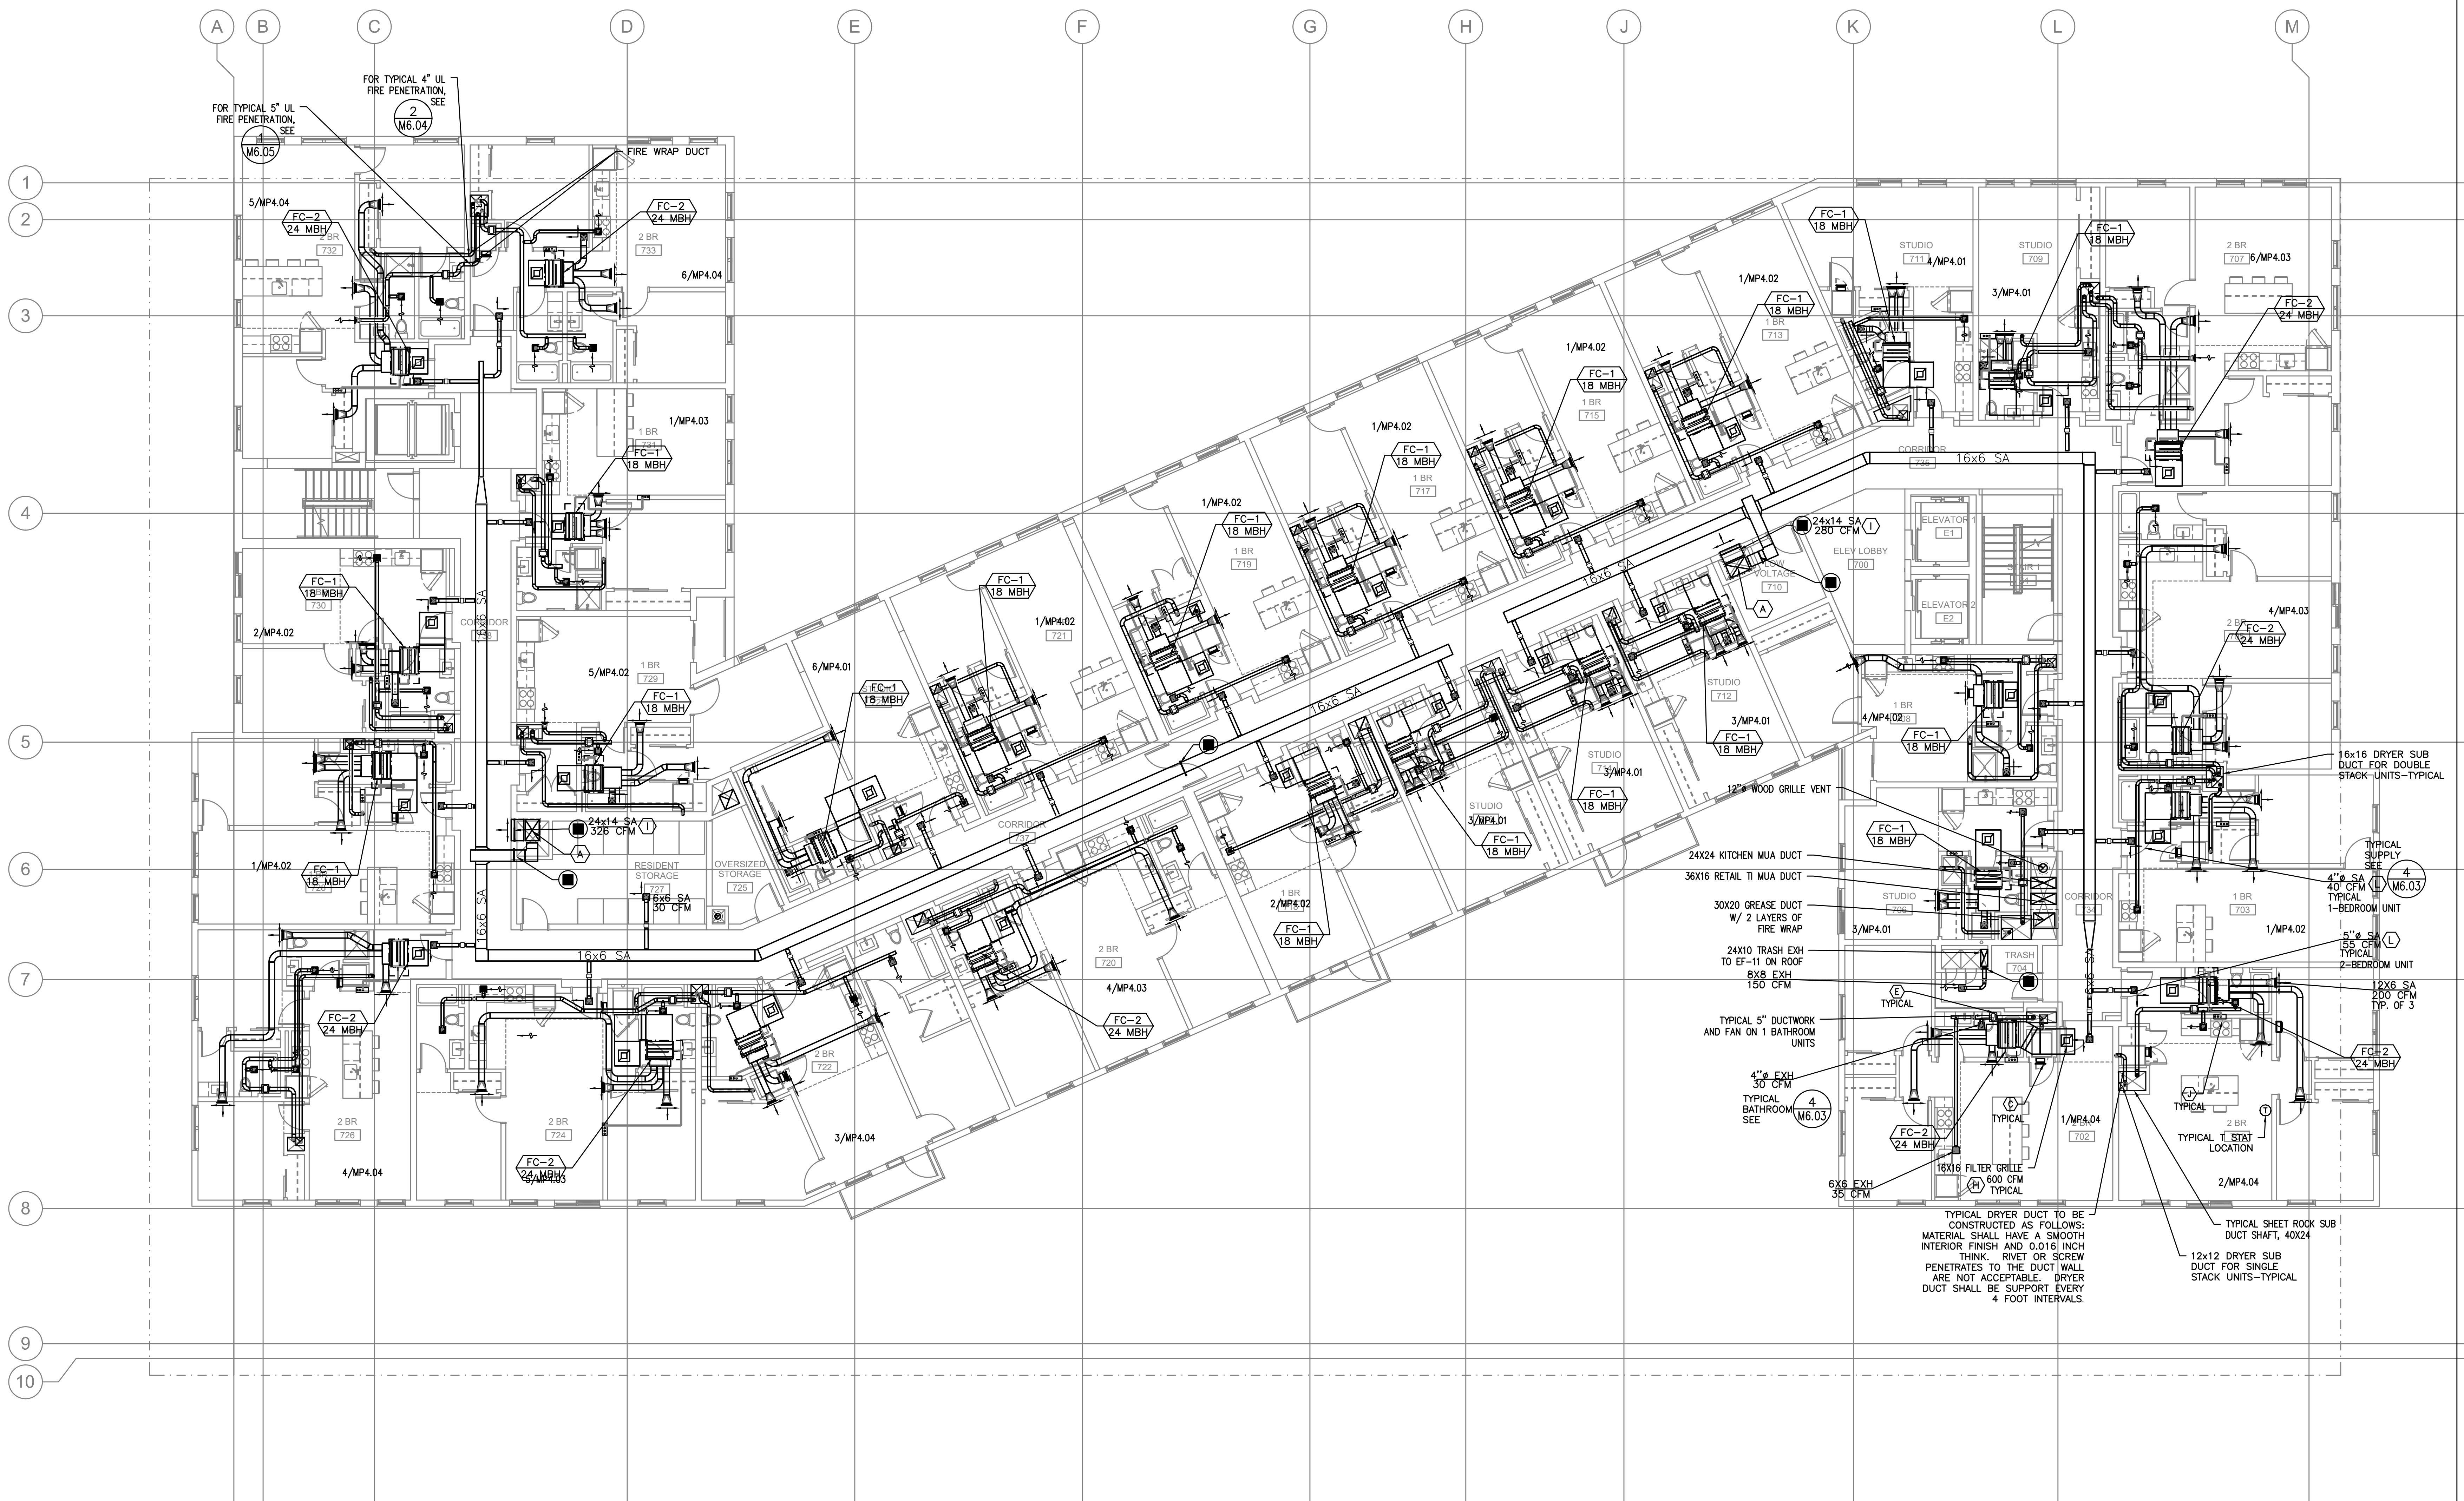 A
B
C
D
E
F
G
H
J
K
L
M
1
2
3
4
5
6
7
8
9
10
FOR TYPICAL 4" UL
FIRE PENETRATION,
SEE
2
M6.04
FOR TYPICAL 5" UL
FIRE PENETRATION,
SEE
1
M6.05
FIRE WRAP DUCT
5/MP4.04
FC-2
24 MBH
2 BR
732
FC-2
24 MBH
2 BR
733
6/MP4.04
1/MP4.03
1 BR
731
FC-1
18 MBH
FC-1
18 MBH
730
2/MP4.02
16x6 SA
CORRIDOR
5/MP4.02
1 BR
729
FC-1
18 MBH
24x14 SA
326 CFM
I
A
1/MP4.02
FC-1
18 MBH
RESIDENT
STORAGE
727
6x6 SA
30 CFM
OVERSIZED
STORAGE
725
16x6 SA
16x6 SA
FC-2
24 MBH
2 BR
726
4/MP4.04
2 BR
724
FC-2
24 MBH
5/MP4.03
2 BR
722
3/MP4.04
6/MP4.01
FC-1
18 MBH
FC-1
18 MBH
1/MP4.02
721
CORRIDOR
737
2 BR
720
4/MP4.03
FC-2
24 MBH
1/MP4.02
FC-1
18 MBH
1 BR
719
16x6 SA
1 BR
2/MP4.02
FC-1
18 MBH
1/MP4.02
FC-1
18 MBH
1 BR
717
1/MP4.02
FC-1
18 MBH
1 BR
715
1/MP4.02
FC-1
18 MBH
1 BR
713
16x6 SA
STUDIO
3/MP4.01
FC-1
18 MBH
STUDIO
3/MP4.01
FC-1
18 MBH
STUDIO
712
3/MP4.01
FC-1
18 MBH
24x14 SA
280 CFM
I
LOW
VOLTAGE
710
A
ELEV LOBBY
700
FC-1
18 MBH
STUDIO
711
4/MP4.01
STUDIO
709
3/MP4.01
FC-1
18 MBH
2 BR
707
6/MP4.03
FC-2
24 MBH
CORRIDOR
736
16x6 SA
ELEVATOR 1
E1
ELEVATOR 2
E2
STAIR 1
4/MP4.03
2 BR
FC-2
24 MBH
1 BR
4/MP4.02
FC-1
18 MBH
16x16 DRYER SUB
DUCT FOR DOUBLE
STACK UNITS-TYPICAL
12"ø WOOD GRILLE VENT
FC-1
18 MBH
24X24 KITCHEN MUA DUCT
36X16 RETAIL TI MUA DUCT
30X20 GREASE DUCT
W/ 2 LAYERS OF
FIRE WRAP
STUDIO
706
3/MP4.01
CORRIDOR
734
TYPICAL
SUPPLY
SEE
4
M6.03
4"ø SA
40 CFM
L
TYPICAL
1-BEDROOM UNIT
1 BR
703
1/MP4.02
5"ø SA
55 CFM
L
TYPICAL
2-BEDROOM UNIT
24X10 TRASH EXH
TO EF-11 ON ROOF
8X8 EXH
150 CFM
TRASH
704
E
TYPICAL
12X6 SA
200 CFM
TYP. OF 3
TYPICAL 5" DUCTWORK
AND FAN ON 1 BATHROOM
UNITS
FC-2
24 MBH
4"ø EXH
30 CFM
TYPICAL
BATHROOM
SEE
4
M6.03
C
TYPICAL
J
TYPICAL
T
FC-2
24 MBH
1/MP4.04
2 BR
702
2 BR
TYPICAL T STAT
LOCATION
16X16 FILTER GRILLE
600 CFM
TYPICAL
H
6X6 EXH
35 CFM
2/MP4.04
TYPICAL DRYER DUCT TO BE
CONSTRUCTED AS FOLLOWS:
MATERIAL SHALL HAVE A SMOOTH
INTERIOR FINISH AND 0.016 INCH
THINK. RIVET OR SCREW
PENETRATES TO THE DUCT WALL
ARE NOT ACCEPTABLE. DRYER
DUCT SHALL BE SUPPORT EVERY
4 FOOT INTERVALS.
TYPICAL SHEET ROCK SUB
DUCT SHAFT, 40X24
12x12 DRYER SUB
DUCT FOR SINGLE
STACK UNITS-TYPICAL